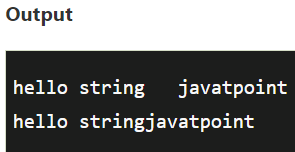 Output
hello string   javatpoint
hello stringjavatpoint